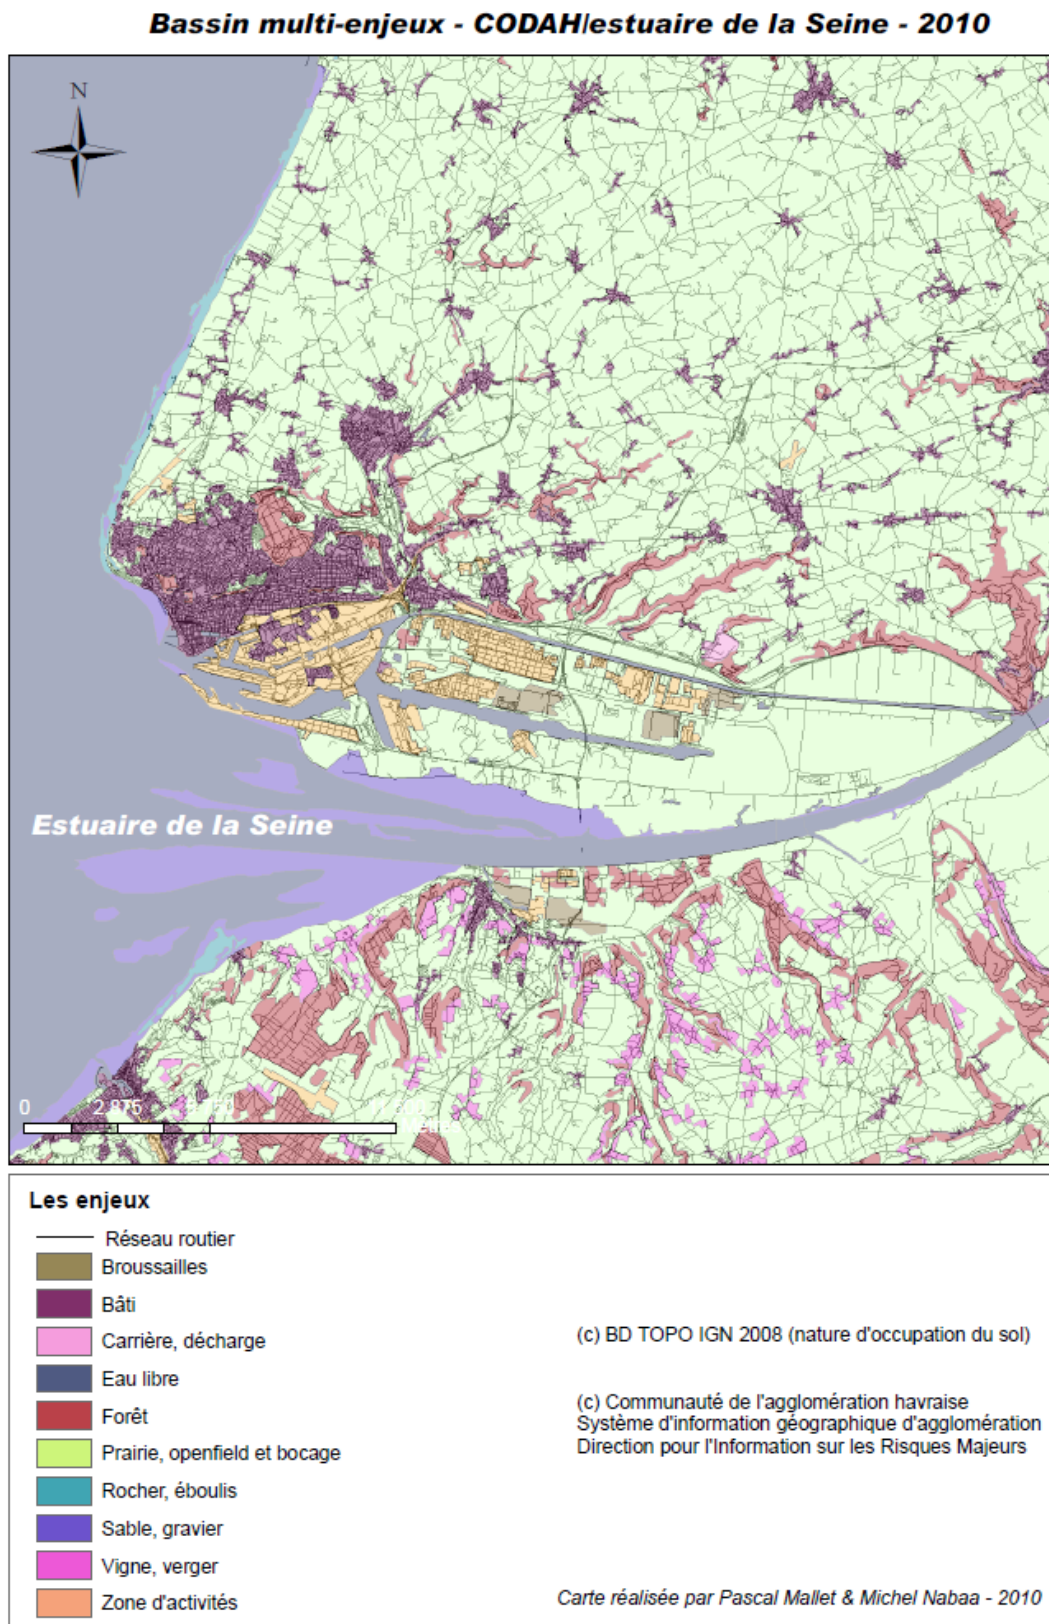 Bassin multi-enjeux - CODAH/estuaire de la Seine - 2010
N
Estuaire de la Seine
0 2.875
Les enjeux
Réseau routier
Broussailles
Bâti
Carrière, décharge
Eau libre
Forêt
Prairie, openfield et bocage
Rocher, éboulis
Sable, gravier
Vigne, verger
Zone d'activités
(c) BD TOPO IGN 2008 (nature d'occupation du sol)
(c) Communauté de l'agglomération havraise
Système d'information géographique d'agglomération
Direction pour l'Information sur les Risques Majeurs
Carte réalisée par Pascal Mallet & Michel Nabaa - 2010